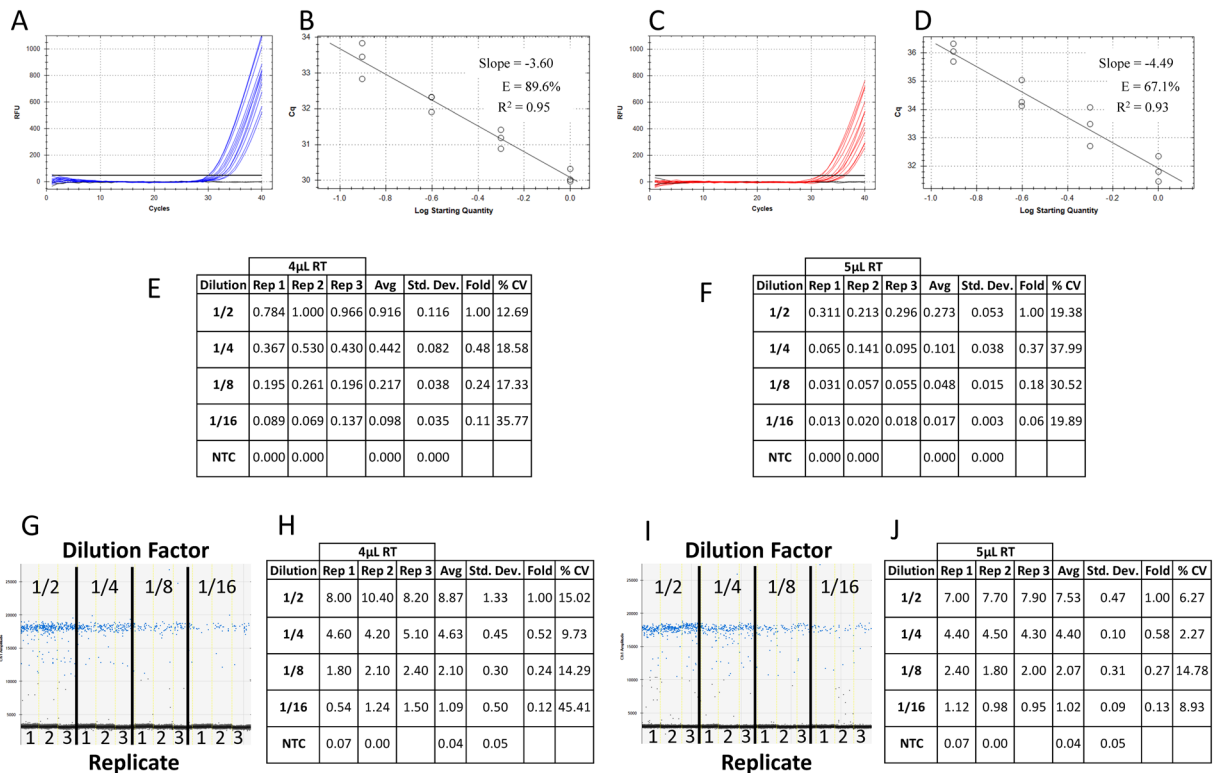 A
1000
800
600
400
200
0
RFU
0 10 20 30 40
Cycles
B
34
33
32
31
30
Cq
Slope = -3.60
E = 89.6%
R² = 0.95
-1.0 -0.8 -0.6 -0.4 -0.2 0.0
Log Starting Quantity
C
1000
800
600
400
200
0
RFU
0 10 20 30 40
Cycles
D
36
35
34
33
32
Cq
Slope = -4.49
E = 67.1%
R² = 0.93
-1.0 -0.8 -0.6 -0.4 -0.2 0.0
Log Starting Quantity
E
4µL RT
Dilution Rep 1 Rep 2 Rep 3 Avg Std. Dev. Fold % CV
1/2 0.784 1.000 0.966 0.916 0.116 1.00 12.69
1/4 0.367 0.530 0.430 0.442 0.082 0.48 18.58
1/8 0.195 0.261 0.196 0.217 0.038 0.24 17.33
1/16 0.089 0.069 0.137 0.098 0.035 0.11 35.77
NTC 0.000 0.000 0.000 0.000
F
5µL RT
Dilution Rep 1 Rep 2 Rep 3 Avg Std. Dev. Fold % CV
1/2 0.311 0.213 0.296 0.273 0.053 1.00 19.38
1/4 0.065 0.141 0.095 0.101 0.038 0.37 37.99
1/8 0.031 0.057 0.055 0.048 0.015 0.18 30.52
1/16 0.013 0.020 0.018 0.017 0.003 0.06 19.89
NTC 0.000 0.000 0.000 0.000
G
Dilution Factor
1/2 1/4 1/8 1/16
25000
20000
15000
10000
5000
Ch1 Amplitude
1 2 3 1 2 3 1 2 3 1 2 3
Replicate
H
4µL RT
Dilution Rep 1 Rep 2 Rep 3 Avg Std. Dev. Fold % CV
1/2 8.00 10.40 8.20 8.87 1.33 1.00 15.02
1/4 4.60 4.20 5.10 4.63 0.45 0.52 9.73
1/8 1.80 2.10 2.40 2.10 0.30 0.24 14.29
1/16 0.54 1.24 1.50 1.09 0.50 0.12 45.41
NTC 0.07 0.00 0.04 0.05
I
Dilution Factor
1/2 1/4 1/8 1/16
25000
20000
15000
10000
5000
Ch1 Amplitude
1 2 3 1 2 3 1 2 3 1 2 3
Replicate
J
5µL RT
Dilution Rep 1 Rep 2 Rep 3 Avg Std. Dev. Fold % CV
1/2 7.00 7.70 7.90 7.53 0.47 1.00 6.27
1/4 4.40 4.50 4.30 4.40 0.10 0.58 2.27
1/8 2.40 1.80 2.00 2.07 0.31 0.27 14.78
1/16 1.12 0.98 0.95 1.02 0.09 0.13 8.93
NTC 0.07 0.00 0.04 0.05